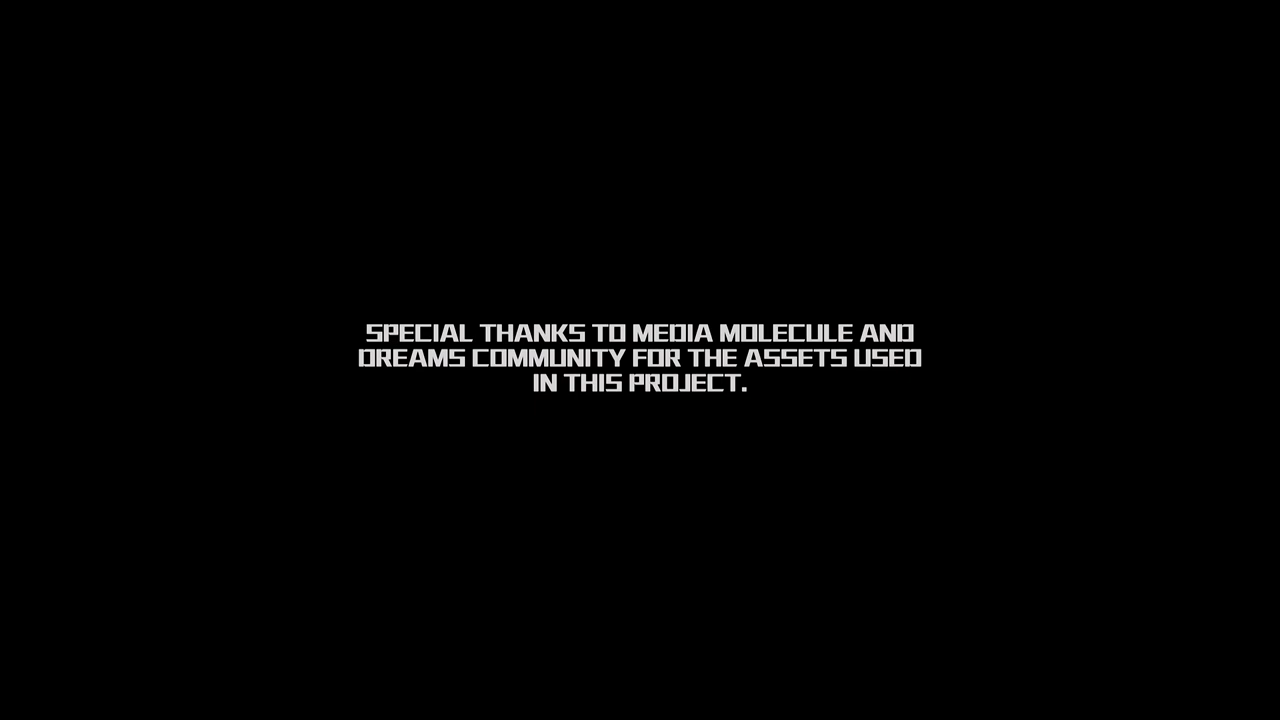 SPECIAL THANKS TO MEDIA MOLECULE AND
DREAMS COMMUNITY FOR THE ASSETS USED
IN THIS PROJECT.